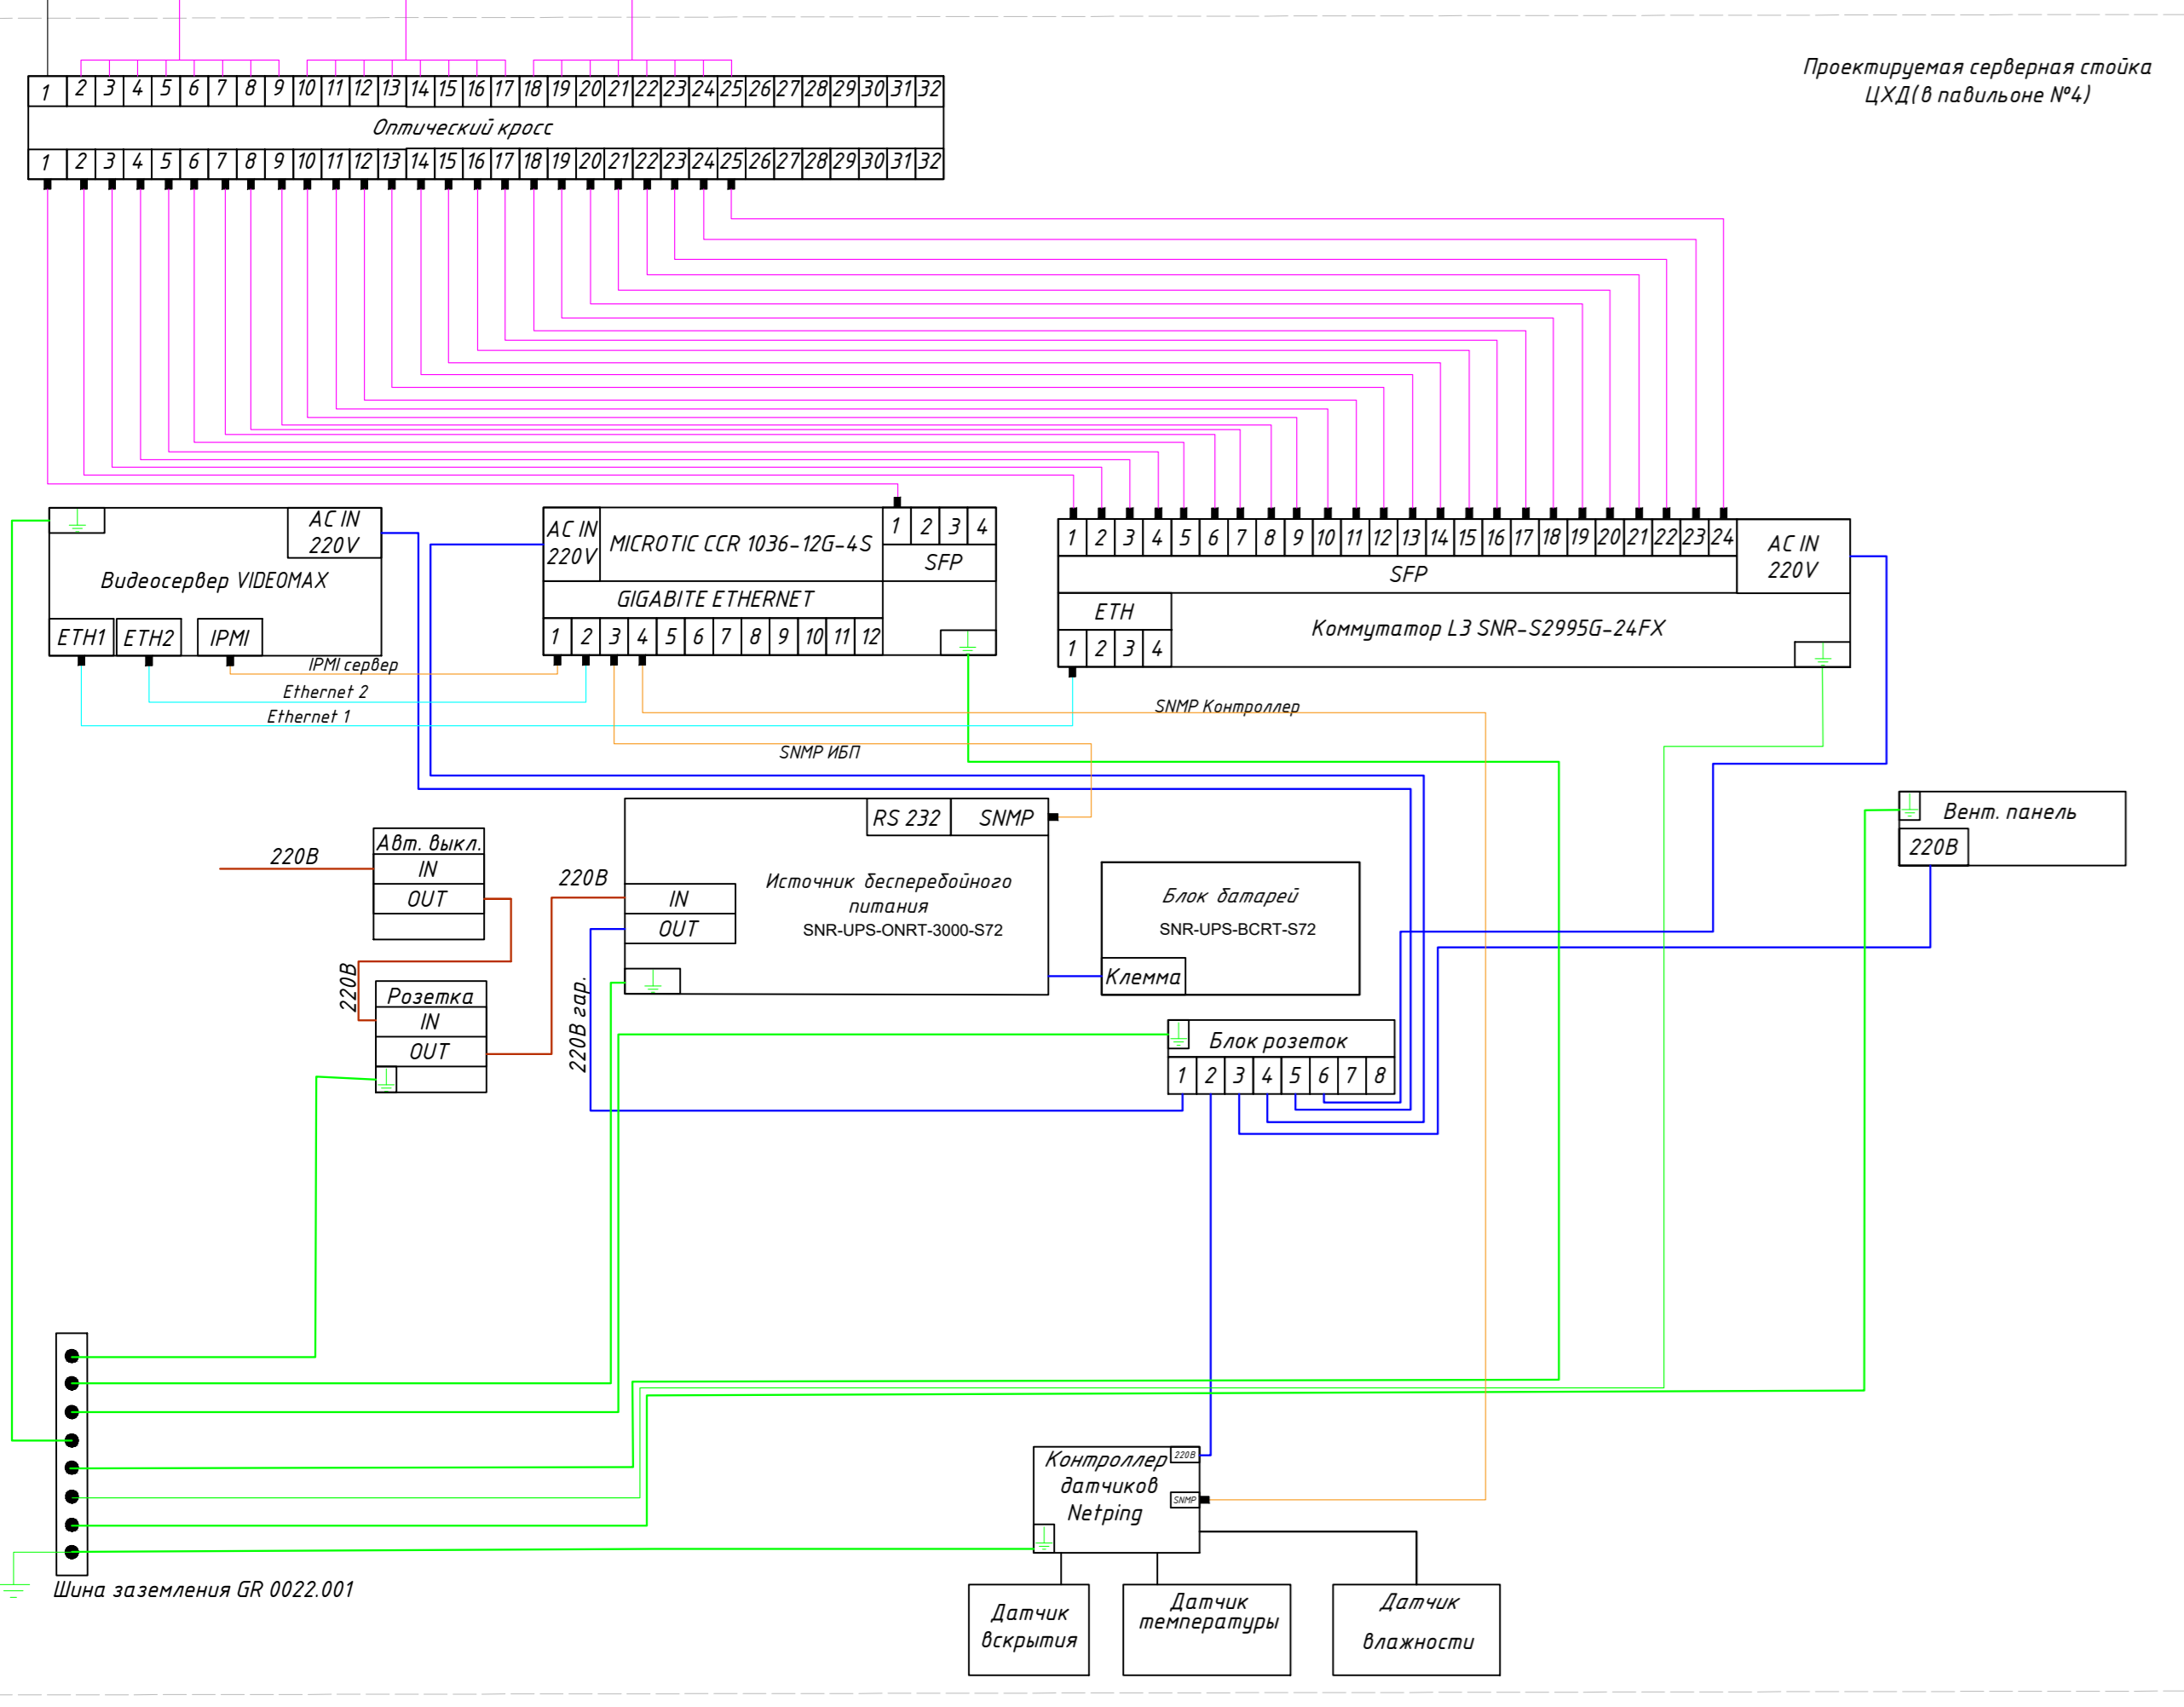 Проектируемая серверная стойка
ЦХД(в павильоне №4)
1 2 3 4 5 6 7 8 9 10 11 12 13 14 15 16 17 18 19 20 21 22 23 24 25 26 27 28 29 30 31 32
Оптический кросс
1 2 3 4 5 6 7 8 9 10 11 12 13 14 15 16 17 18 19 20 21 22 23 24 25 26 27 28 29 30 31 32
AC IN
220V
Видеосервер VIDEOMAX
ETH1 ETH2 IPMI
AC IN
220V
MICROTIC CCR 1036-12G-4S
1 2 3 4
SFP
GIGABITE ETHERNET
1 2 3 4 5 6 7 8 9 10 11 12
1 2 3 4 5 6 7 8 9 10 11 12 13 14 15 16 17 18 19 20 21 22 23 24
AC IN
220V
SFP
ETH
1 2 3 4
Коммутатор L3 SNR-S2995G-24FX
IPMI сервер
Ethernet 2
Ethernet 1
SNMP Контроллер
SNMP ИБП
RS 232 SNMP
Источник бесперебойного
питания
SNR-UPS-ONRT-3000-S72
IN
OUT
220В
220В гар.
Авт. выкл.
IN
OUT
220В
220В
Розетка
IN
OUT
Блок батарей
SNR-UPS-BCRT-S72
Клемма
Вент. панель
220В
Блок розеток
1 2 3 4 5 6 7 8
Контроллер
датчиков
Netping
220В
SNMP
Шина заземления GR 0022.001
Датчик
вскрытия
Датчик
температуры
Датчик
влажности